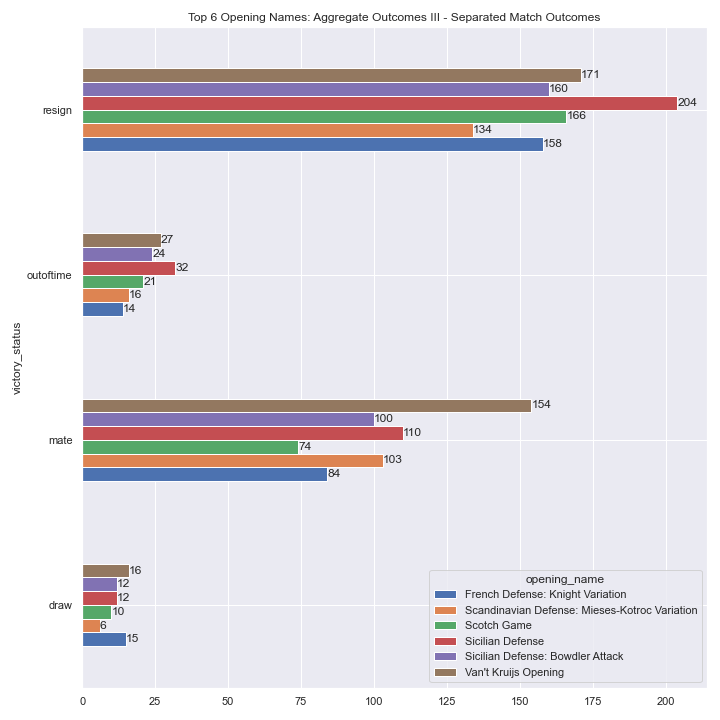 Top 6 Opening Names: Aggregate Outcomes III - Separated Match Outcomes
victory_status
resign
171
160
204
166
134
158
outoftime
27
24
32
21
16
14
mate
154
100
110
74
103
84
draw
16
12
12
10
6
15
opening_name
French Defense: Knight Variation
Scandinavian Defense: Mieses-Kotroc Variation
Scotch Game
Sicilian Defense
Sicilian Defense: Bowdler Attack
Van't Kruijs Opening
0 25 50 75 100 125 150 175 200